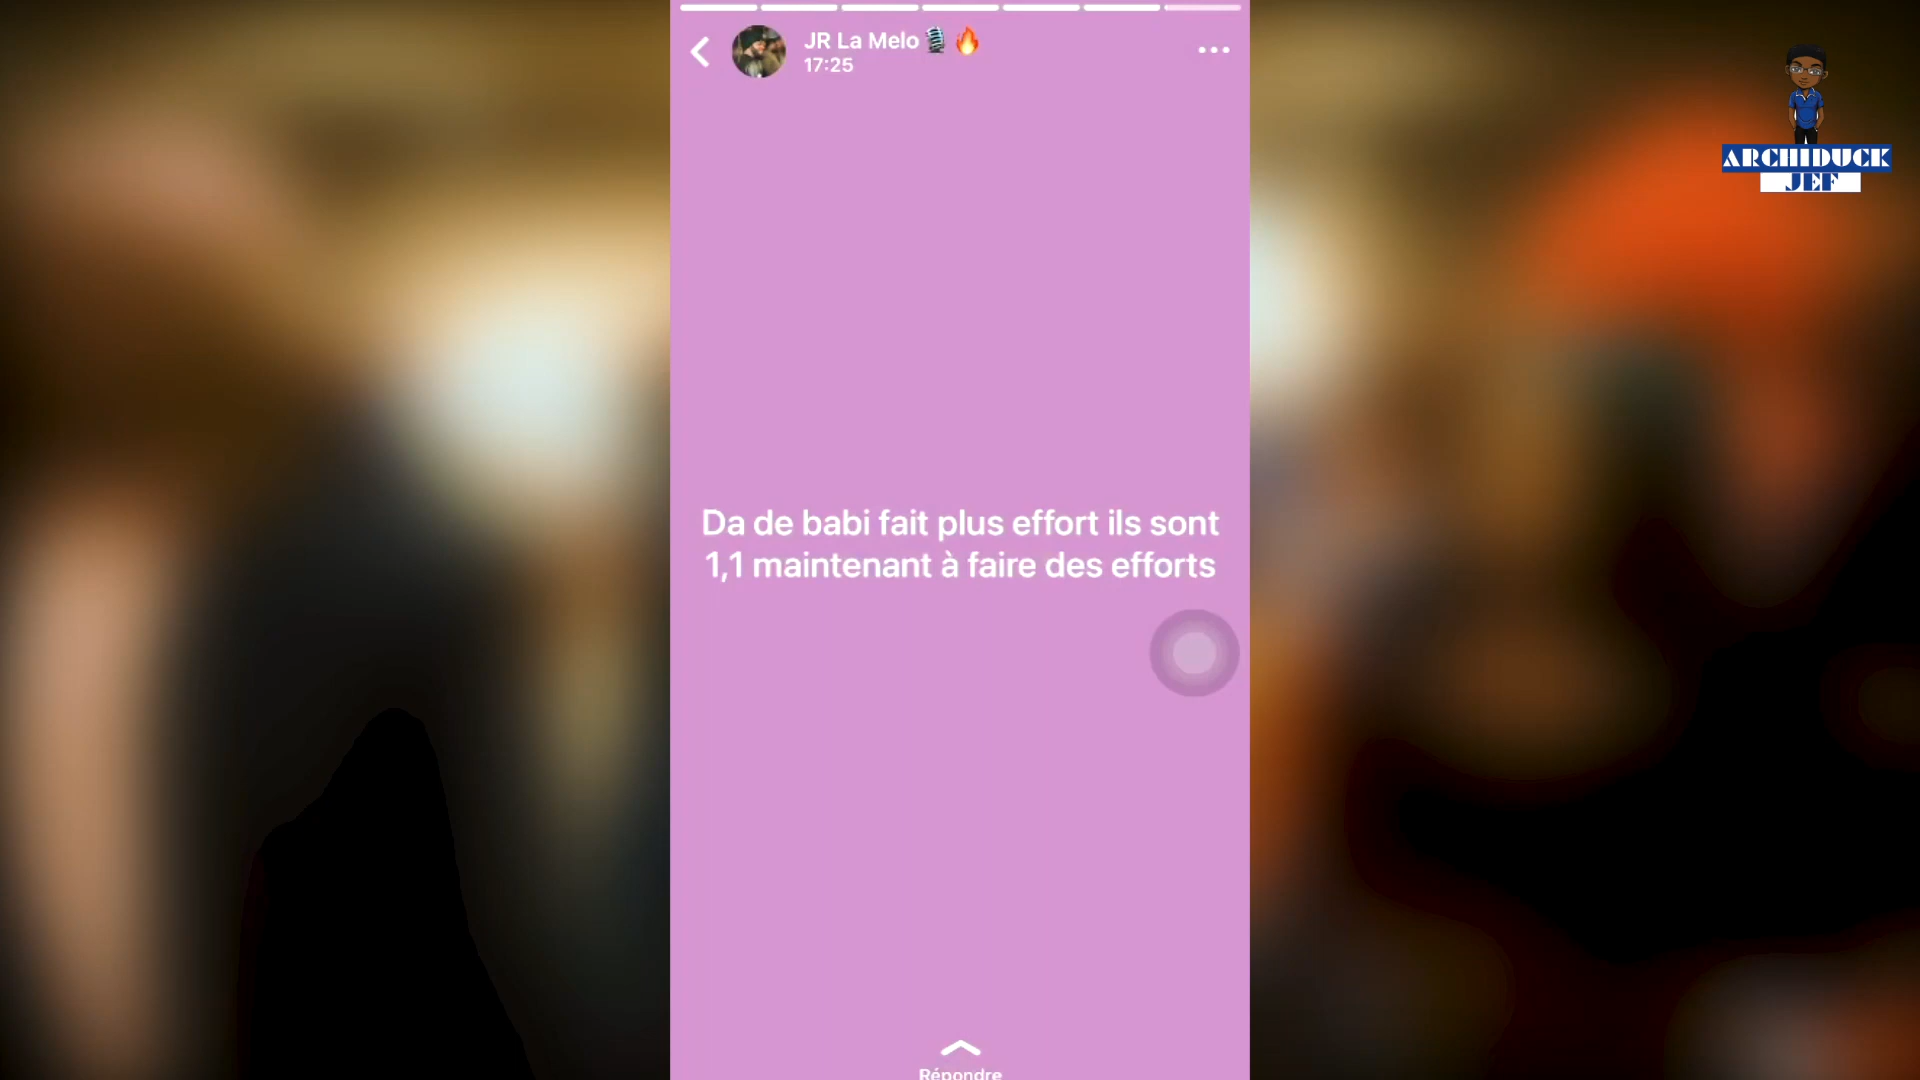 JR La Melo🎙️🔥
17:25
ARCHIDUCK
JEF
Da de babi fait plus effort ils sont
1,1 maintenant à faire des efforts
Répondre